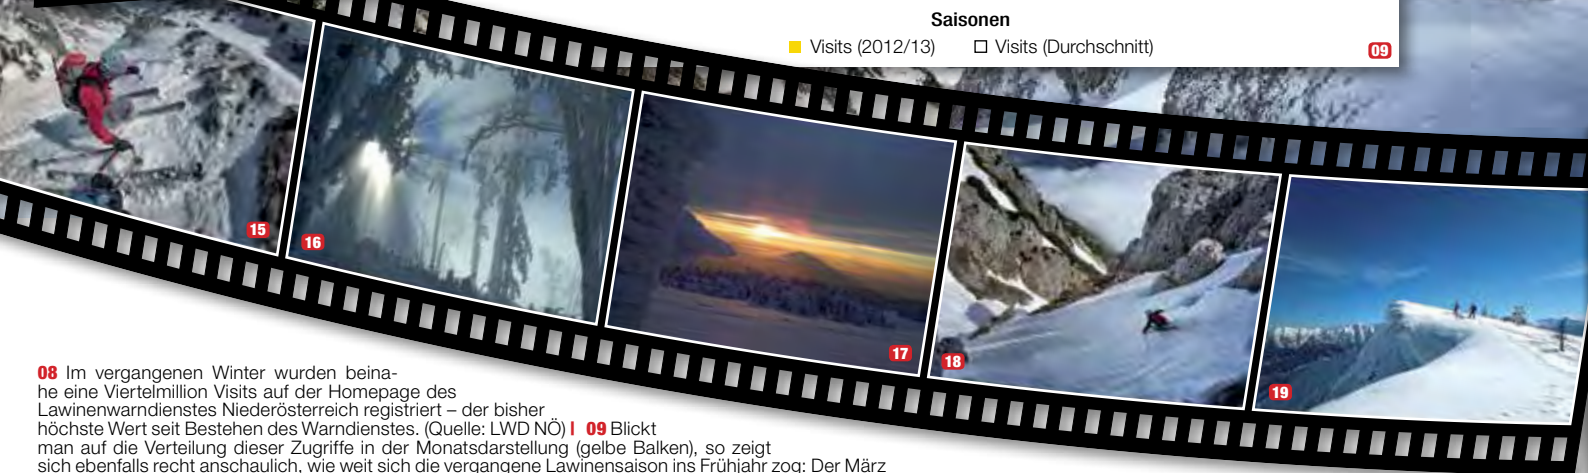 Saisonen
Visits (2012/13) Visits (Durchschnitt)
09
15
16
17
18
19
08 Im vergangenen Winter wurden beina-
he eine Viertelmillion Visits auf der Homepage des
Lawinenwarndienstes Niederösterreich registriert – der bisher
höchste Wert seit Bestehen des Warndienstes. (Quelle: LWD NÖ) | 09 Blickt
man auf die Verteilung dieser Zugriffe in der Monatsdarstellung (gelbe Balken), so zeigt
sich ebenfalls recht anschaulich, wie weit sich die vergangene Lawinensaison ins Frühjahr zog: Der März